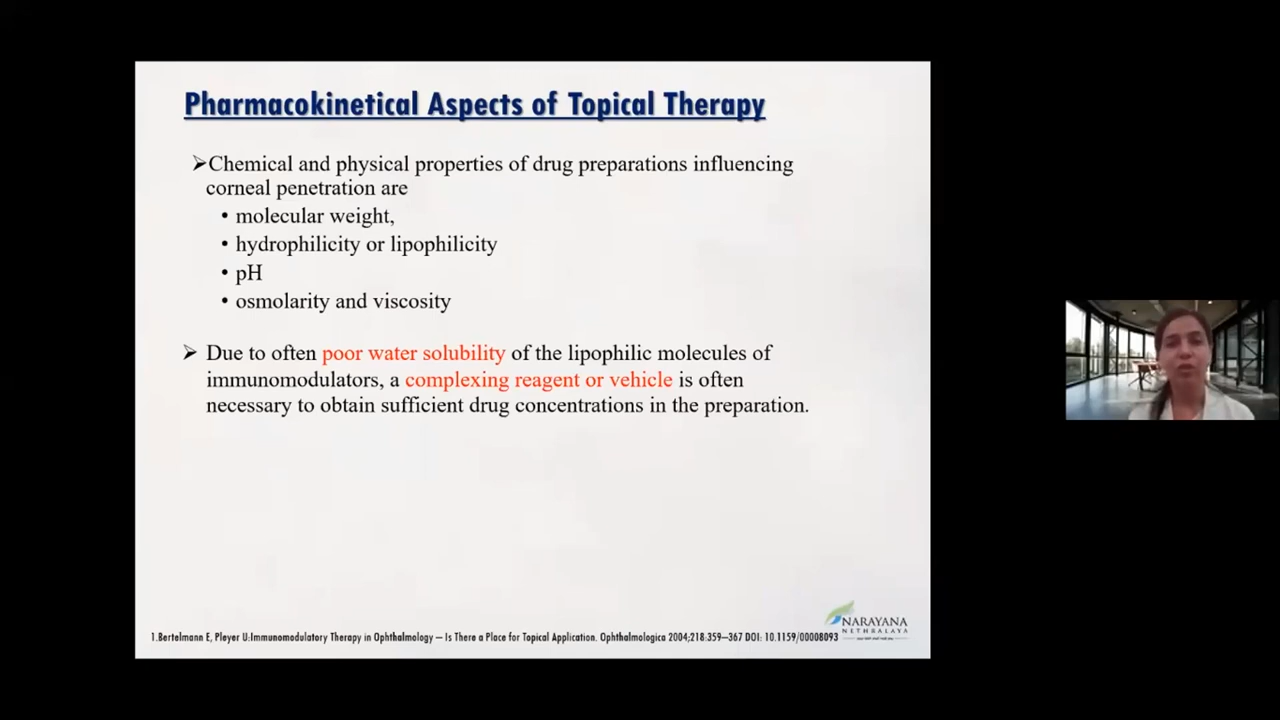 Pharmacokinetical Aspects of Topical Therapy
➢Chemical and physical properties of drug preparations influencing
corneal penetration are
• molecular weight,
• hydrophilicity or lipophilicity
• pH
• osmolarity and viscosity
➢ Due to often poor water solubility of the lipophilic molecules of
immunomodulators, a complexing reagent or vehicle is often
necessary to obtain sufficient drug concentrations in the preparation.
NARAYANA
NETHRALAYA
1.Bertelmann E, Pleyer U:Immunomodulatory Therapy in Ophthalmology – Is There a Place for Topical Application. Ophthalmologica 2004;218:359–367 DOI: 10.1159/00008093